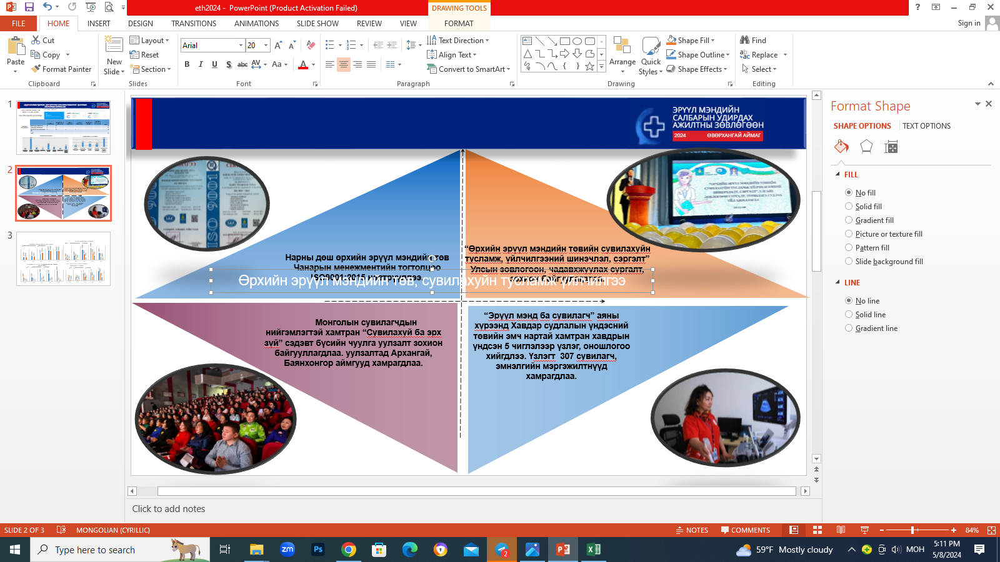 eth2024 - PowerPoint (Product Activation Failed)
DRAWING TOOLS
FILE
HOME
INSERT
DESIGN
TRANSITIONS
ANIMATIONS
SLIDE SHOW
REVIEW
VIEW
FORMAT
Sign in
Paste
Cut
Copy
Format Painter
Clipboard
New
Slide
Layout
Reset
Section
Slides
Arial
20
Font
Text Direction
Align Text
Convert to SmartArt
Paragraph
Arrange
Quick
Styles
Shape Fill
Shape Outline
Shape Effects
Drawing
Find
Replace
Select
Editing
1
2
3
ЭРҮҮЛ МЭНДИЙН
САЛБАРЫН УДИРДАХ
АЖИЛТНЫ ЗӨВЛӨГӨӨН
2024 ӨВӨРХАНГАЙ АЙМАГ
ISO 9001
IAF
Нарны дөш өрхийн эрүүл мэндийн төв
Чанарын менежментийн тогтолцоо
ISO9001:2015
“Өрхийн эрүүл мэндийн төвийн сувилахуйн
тусламж, үйлчилгээний шинэчлэл, сэргэлт”
Улсын зөвлөгөөн, чадавхжуулах сургалт,
Өрхийн эрүүл мэндийн төв, сувилахуйн тусламж үйлчилгээ
Монголын сувилагчдын
нийгэмлэгтэй хамтран “Сувилахуй ба эрх
зүй” сэдэвт бүсийн чуулга уулзалт зохион
байгууллагдлаа. уулзалтад Архангай,
Баянхонгор аймгууд хамрагдлаа.
“Эрүүл мэнд ба сувилагч” аяны
хүрээнд Хавдар судлалын үндэсний
төвийн эмч нартай хамтран хавдрын
үндсэн 5 чиглэлээр үзлэг, оношлогоо
хийгдлээ. Үзлэгт 307 сувилагч,
эмнэлгийн мэргэжилтнүүд
хамрагдлаа.
Click to add notes
Format Shape
SHAPE OPTIONS
TEXT OPTIONS
FILL
No fill
Solid fill
Gradient fill
Picture or texture fill
Pattern fill
Slide background fill
LINE
No line
Solid line
Gradient line
SLIDE 2 OF 3
MONGOLIAN (CYRILLIC)
NOTES
COMMENTS
84%
Type here to search
59°F Mostly cloudy
МОН
5:11 PM
5/8/2024